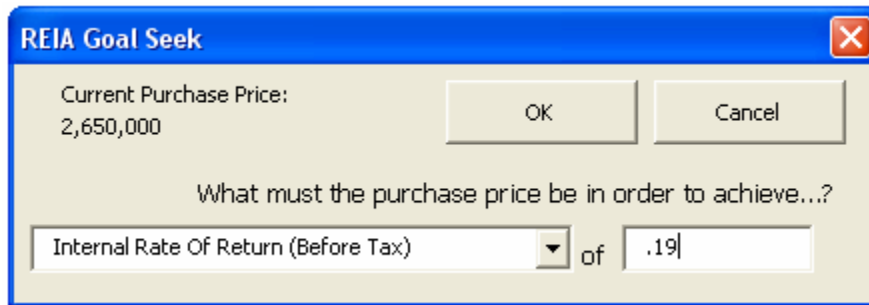 REIA Goal Seek
Current Purchase Price:
2,650,000
OK
Cancel
What must the purchase price be in order to achieve...?
Internal Rate Of Return (Before Tax)
of
.19